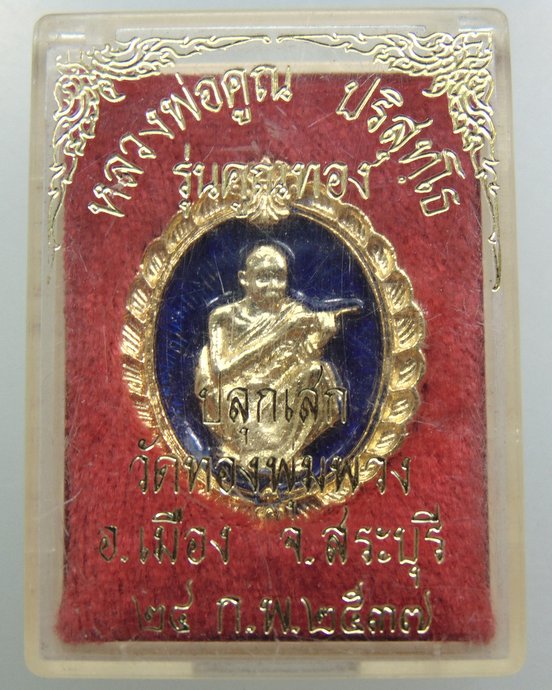 หลวงพ่อคูณ ปริสุทฺโธ
รุ่นคูณทอง
ปลุกเสก
วัดทองพุ่มพวง
อ.เมือง จ.สระบุรี
๒๔ ก.พ.๒๕๓๗